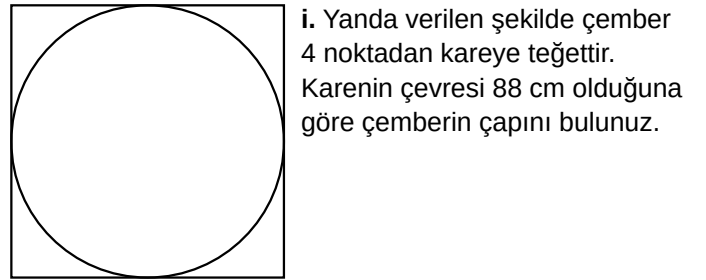 i. Yanda verilen şekilde çember
4 noktadan kareye teğettir.
Karenin çevresi 88 cm olduğuna
göre çemberin çapını bulunuz.